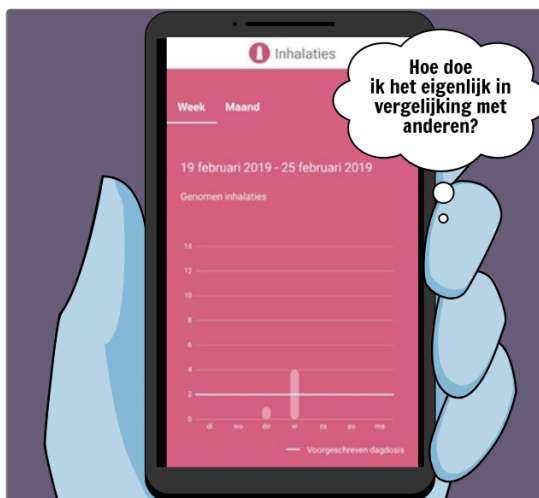 Inhalaties
Hoe doe
ik het eigenlijk in
vergelijking met
anderen?
Week Maand
19 februari 2019 - 25 februari 2019
Genomen inhalaties
14
12
10
8
6
4
2
0
di wo do vr za zo ma
Voorgeschreven dagdosis